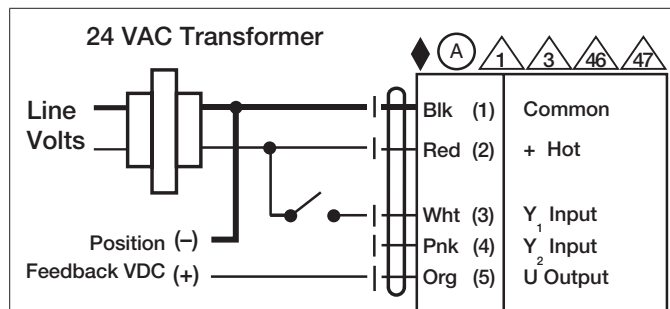 24 VAC Transformer
A 1 3 46 47
Line
Volts
Blk (1) Common
Red (2) + Hot
Wht (3) Y1 Input
Pnk (4) Y2 Input
Org (5) U Output
Position (–)
Feedback VDC (+)